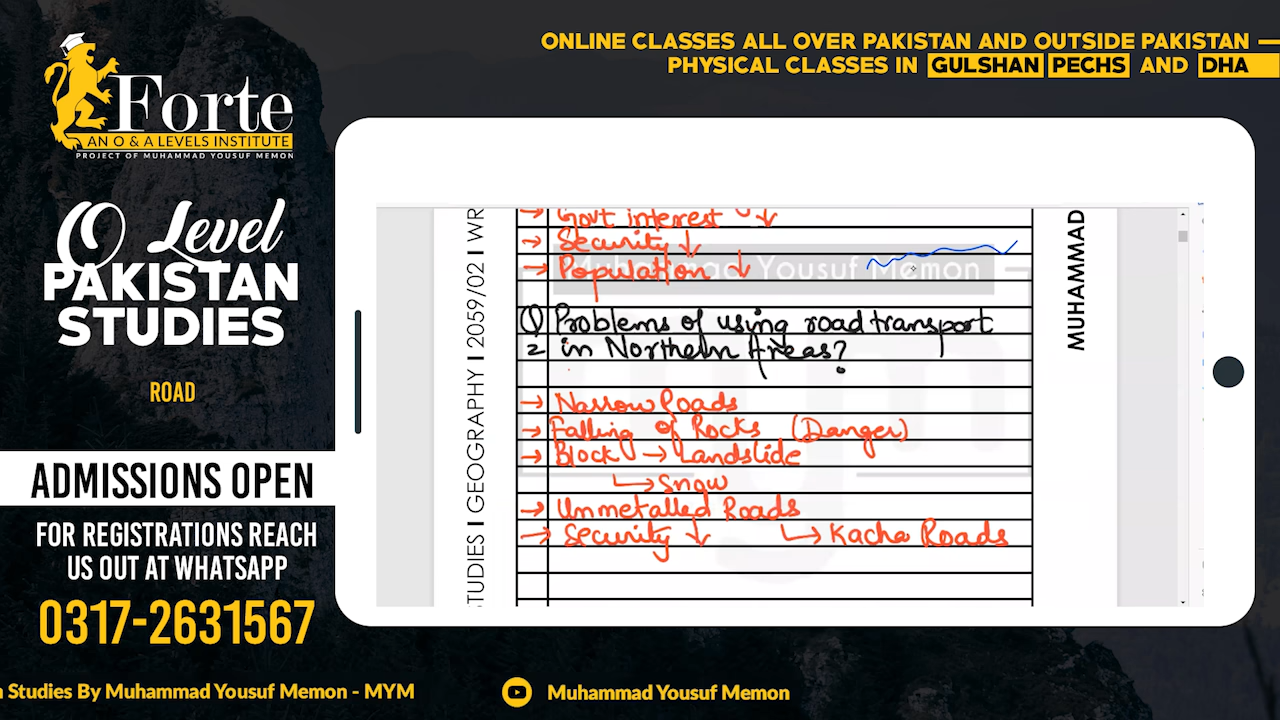 Forte
AN O & A LEVELS INSTITUTE
PROJECT OF MUHAMMAD YOUSUF MEMON
ONLINE CLASSES ALL OVER PAKISTAN AND OUTSIDE PAKISTAN
PHYSICAL CLASSES IN GULSHAN PECHS AND DHA
O Level
PAKISTAN
STUDIES
ROAD
ADMISSIONS OPEN
FOR REGISTRATIONS REACH
US OUT AT WHATSAPP
0317-2631567
TUDIES I GEOGRAPHY I 2059/02 I WR
MUHAMMAD
→ Govt interest ↓
→ Security ↓
→ Population ↓
Muhammad Yousuf Memon
Q Problems of using road transport
2 in Northern Areas?
→ Narrow Roads
→ Falling of Rocks (Danger)
→ Block → Landslide
↳ Snow
→ Unmetalled Roads
→ Security ↓ ↳ Kacha Roads
n Studies By Muhammad Yousuf Memon - MYM
Muhammad Yousuf Memon